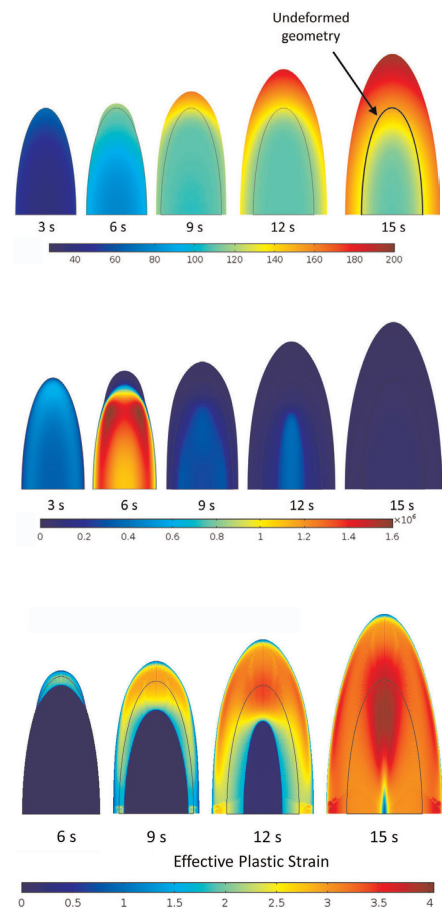 Undeformed
geometry
3 s 6 s 9 s 12 s 15 s
40 60 80 100 120 140 160 180 200
3 s 6 s 9 s 12 s 15 s
×10⁶
0 0.2 0.4 0.6 0.8 1 1.2 1.4 1.6
6 s 9 s 12 s 15 s
Effective Plastic Strain
0 0.5 1 1.5 2 2.5 3 3.5 4